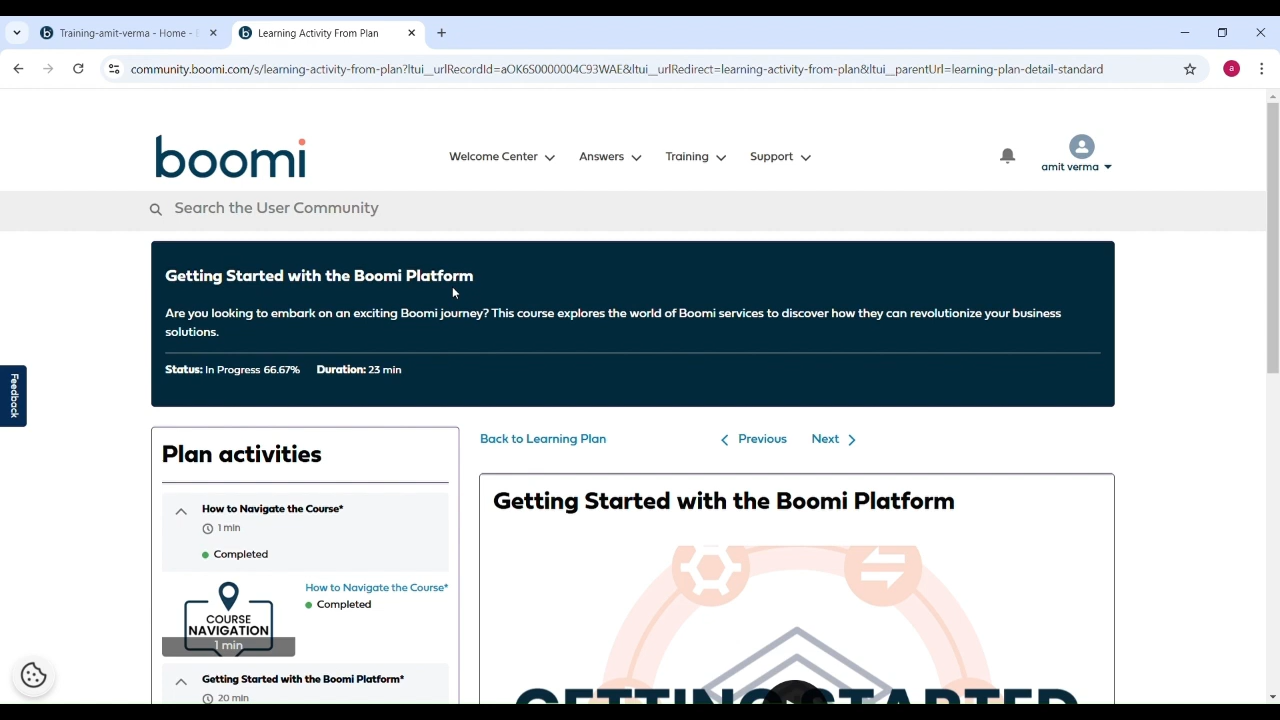 Training-amit-verma - Home -
Learning Activity From Plan
community.boomi.com/s/learning-activity-from-plan?ltui__urlRecordId=aOK6S0000004C93WAE&ltui__urlRedirect=learning-activity-from-plan&ltui__parentUrl=learning-plan-detail-standard
a
boomi
Welcome Center
Answers
Training
Support
amit verma
Search the User Community
Getting Started with the Boomi Platform
Are you looking to embark on an exciting Boomi journey? This course explores the world of Boomi services to discover how they can revolutionize your business
solutions.
Status: In Progress 66.67% Duration: 23 min
Feedback
Plan activities
Back to Learning Plan
Previous
Next
How to Navigate the Course*
1 min
Completed
COURSE
NAVIGATION
1 min
How to Navigate the Course*
Completed
Getting Started with the Boomi Platform*
20 min
Getting Started with the Boomi Platform
GETTING STARTED